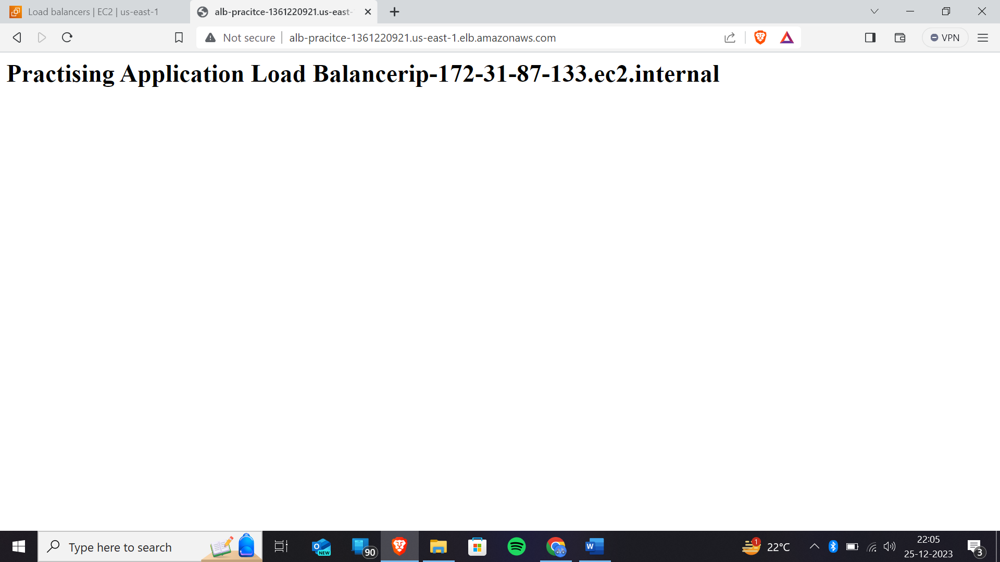 Load balancers | EC2 | us-east-1
alb-pracitce-1361220921.us-east-
Not secure
alb-pracitce-1361220921.us-east-1.elb.amazonaws.com
VPN
Practising Application Load Balancerip-172-31-87-133.ec2.internal
Type here to search
O
NEW
90
W
1
22°C
22:05
25-12-2023
3